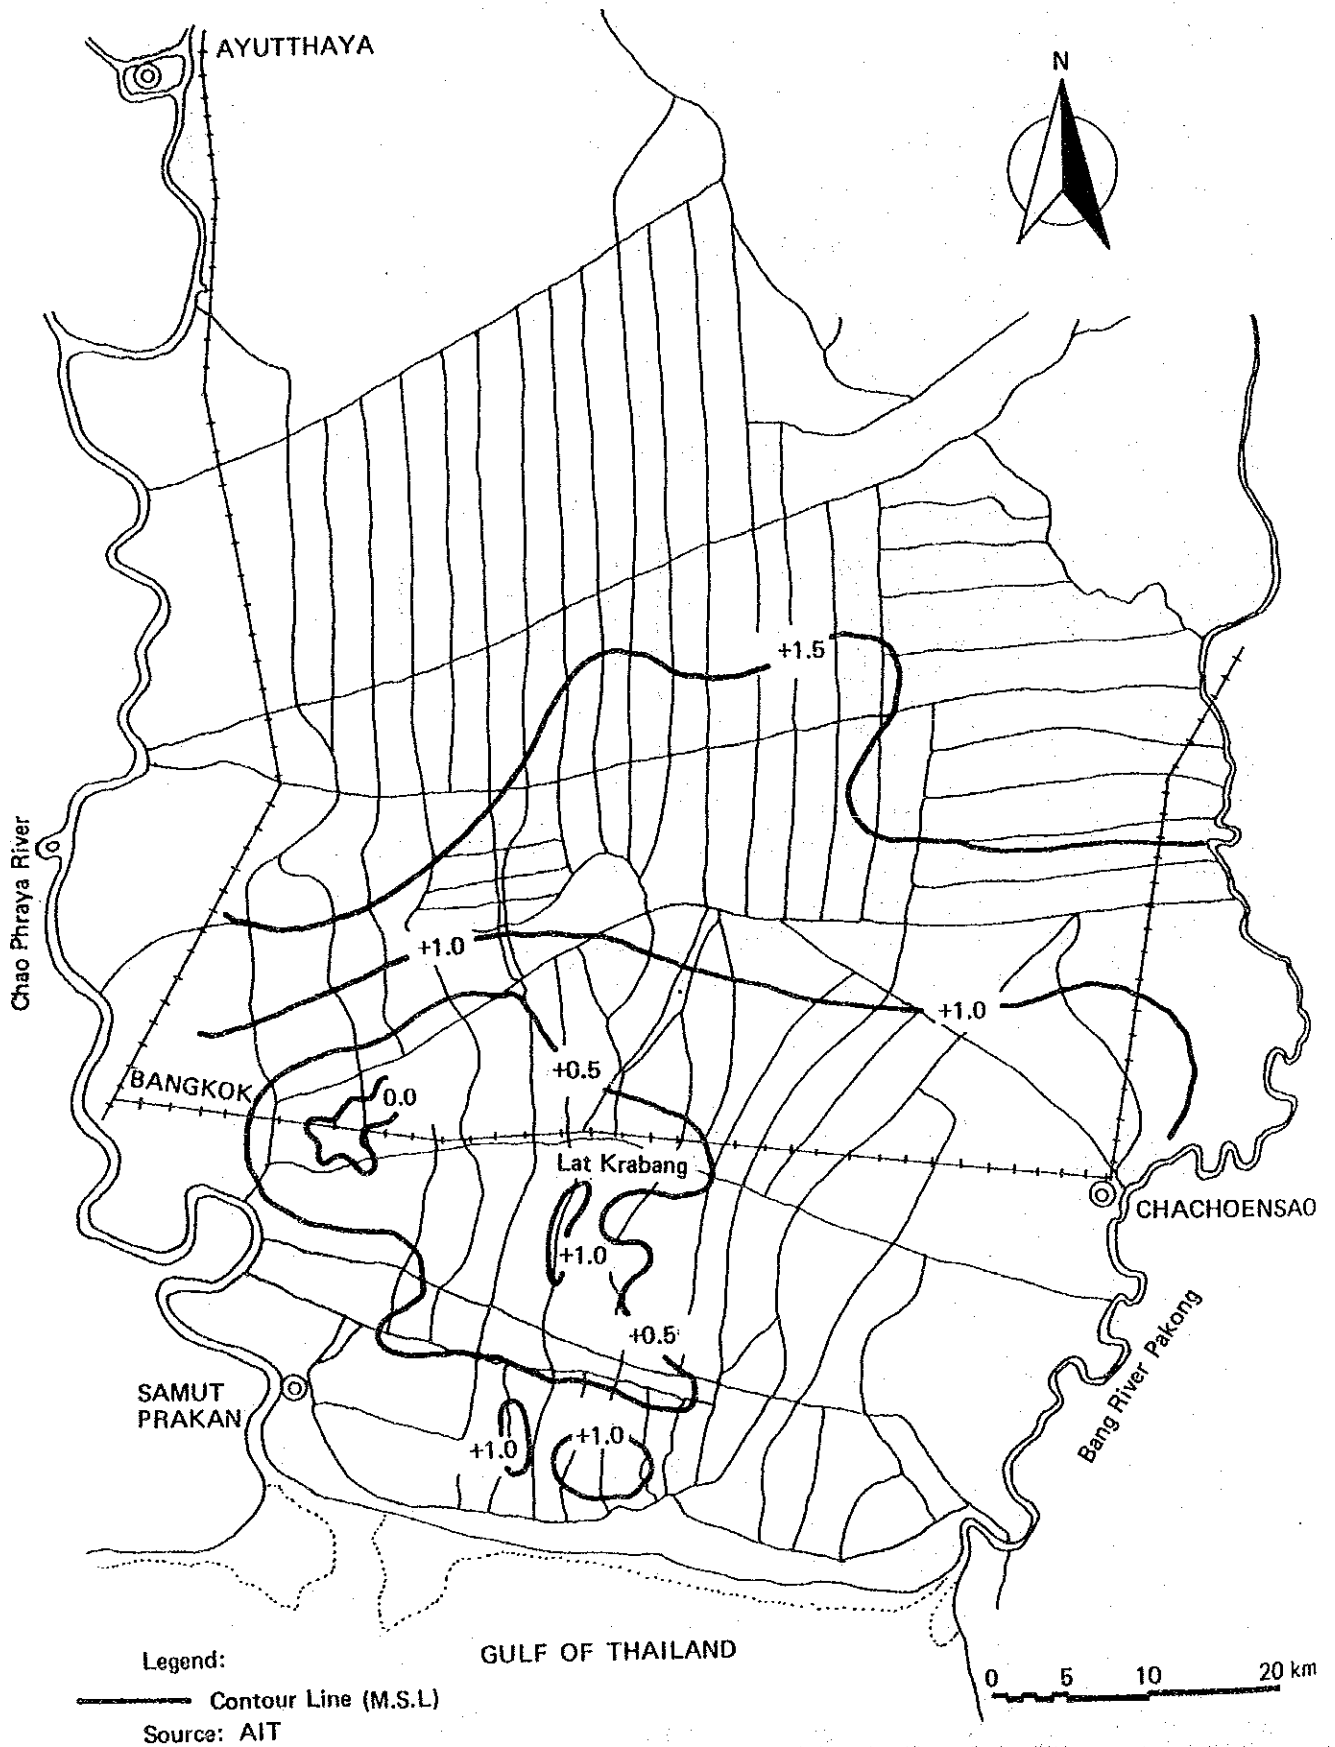 AYUTTHAYA
N
+1.5
Chao Phraya River
+1.0
+1.0
+0.5
BANGKOK
0.0
Lat Krabang
CHACHOENSAO
+1.0
+0.5
SAMUT
PRAKAN
Bang River Pakong
+1.0
+1.0
GULF OF THAILAND
Legend:
0 5 10 20 km
Contour Line (M.S.L)
Source: AIT